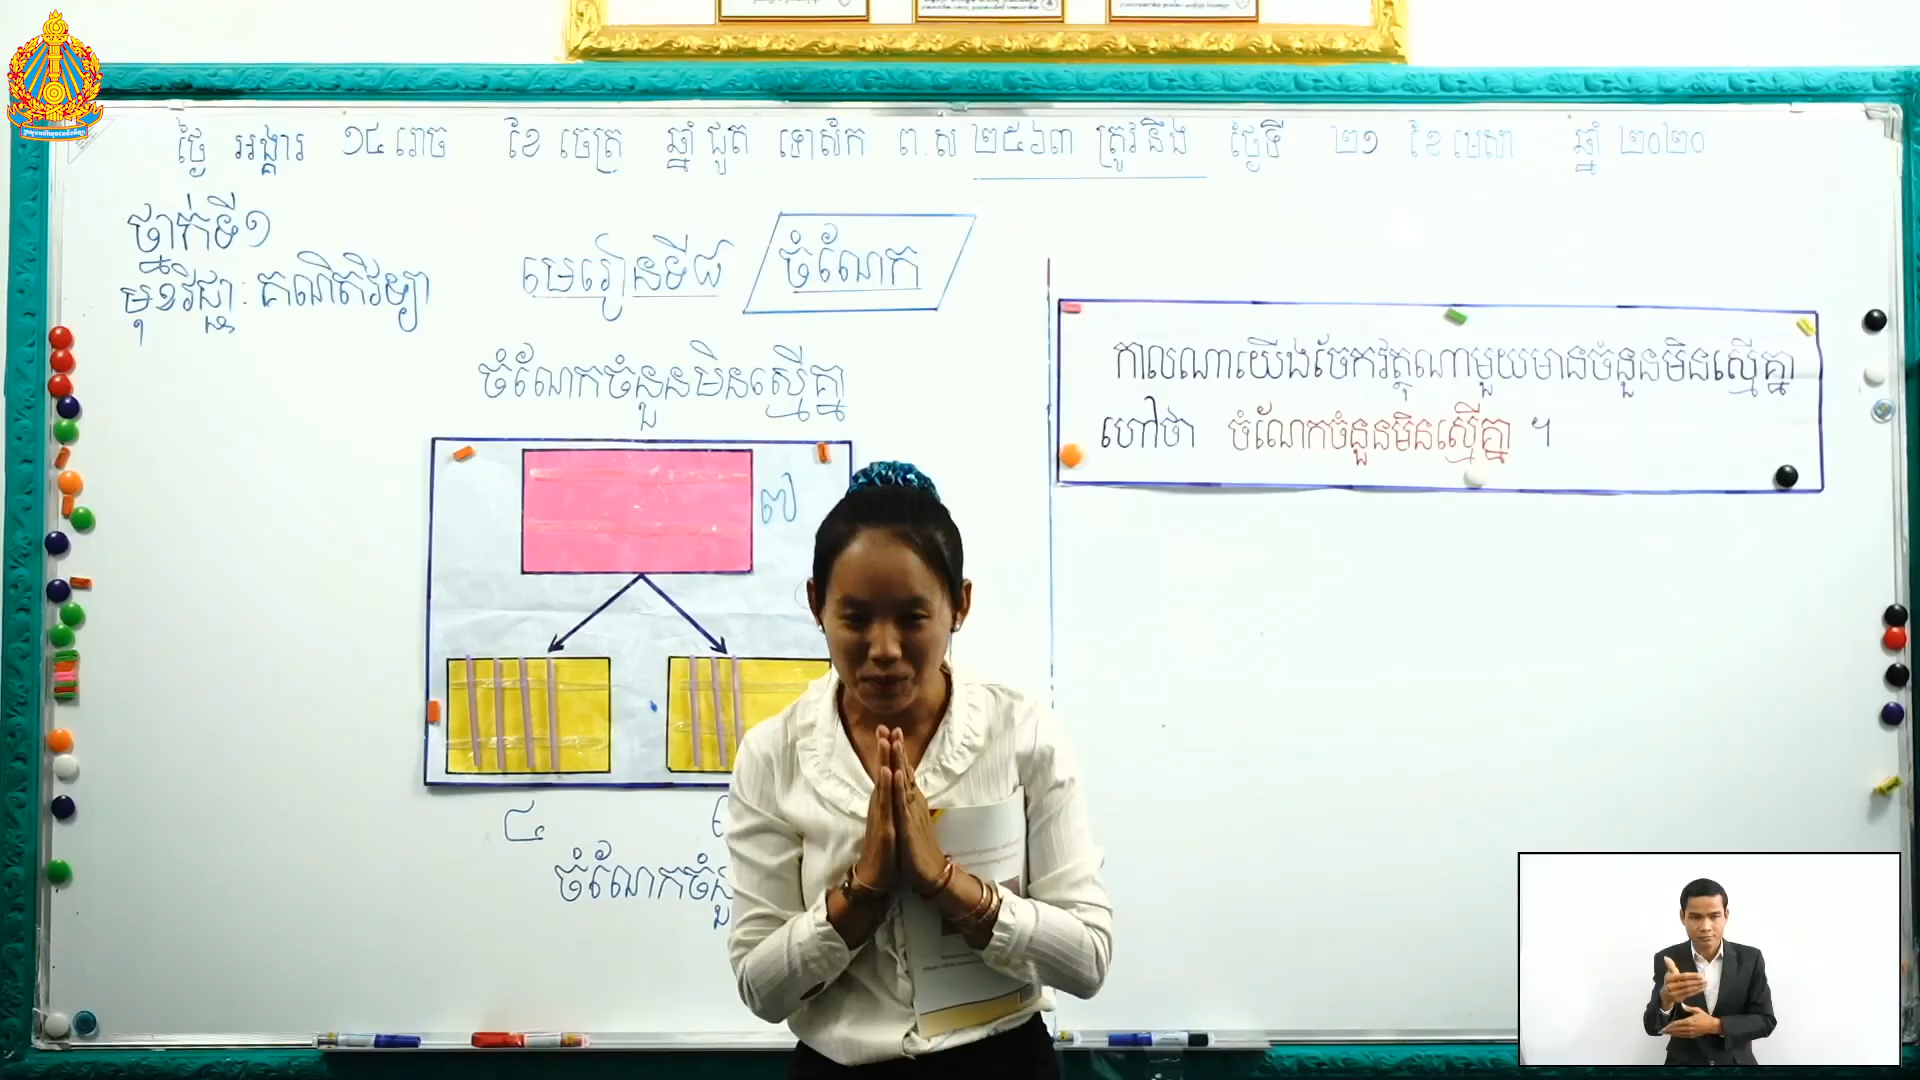 ថ្ងៃ អង្គារ ១៤ រោច ខែ ចេត្រ ឆ្នាំ ជូត ទោស័ក ព.ស ២៥៦៣ ត្រូវនឹង ថ្ងៃទី ២១ ខែ មេសា ឆ្នាំ ២០២០
ថ្នាក់ទី១
មុខវិជ្ជា: គណិតវិទ្យា
មេរៀនទី៨ ចំណែក
ចំណែកចំនួនមិនស្មើគ្នា
៧
៤
ចំណែកចំនួ
កាលណាយើងចែកវត្ថុណាមួយមានចំនួនមិនស្មើគ្នា
ហៅថា ចំណែកចំនួនមិនស្មើគ្នា ។